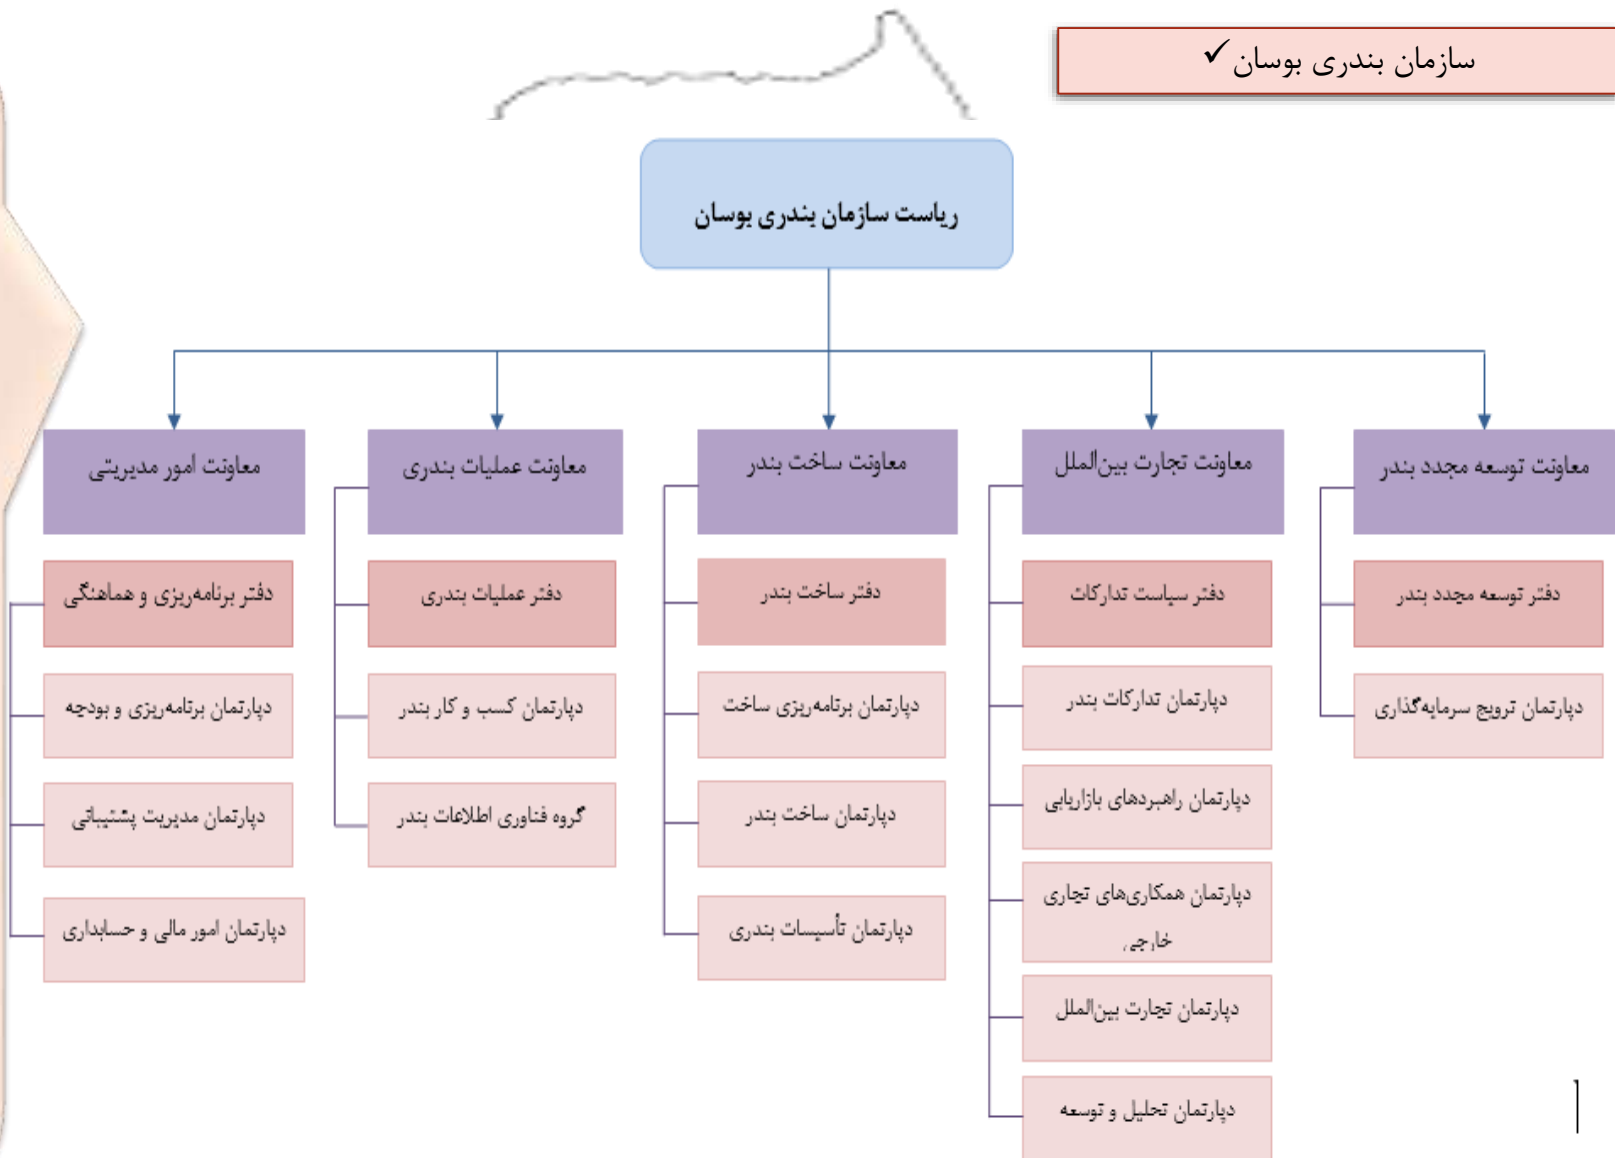 سازمان بندری بوسان ✓
ریاست سازمان بندری بوسان
معاونت توسعه مجدد بندر
دفتر توسعه مجدد بندر
دپارتمان ترویج سرمایه‌گذاری
معاونت تجارت بین‌الملل
دفتر سیاست تدارکات
دپارتمان تدارکات بندر
دپارتمان راهبردهای بازاریابی
دپارتمان همکاری‌های تجاری
خارجی
دپارتمان تجارت بین‌الملل
دپارتمان تحلیل و توسعه
معاونت ساخت بندر
دفتر ساخت بندر
دپارتمان برنامه‌ریزی ساخت
دپارتمان ساخت بندر
دپارتمان تأسیسات بندری
معاونت عملیات بندری
دفتر عملیات بندری
دپارتمان کسب و کار بندر
گروه فناوری اطلاعات بندر
معاونت امور مدیریتی
دفتر برنامه‌ریزی و هماهنگی
دپارتمان برنامه‌ریزی و بودجه
دپارتمان مدیریت پشتیبانی
دپارتمان امور مالی و حسابداری